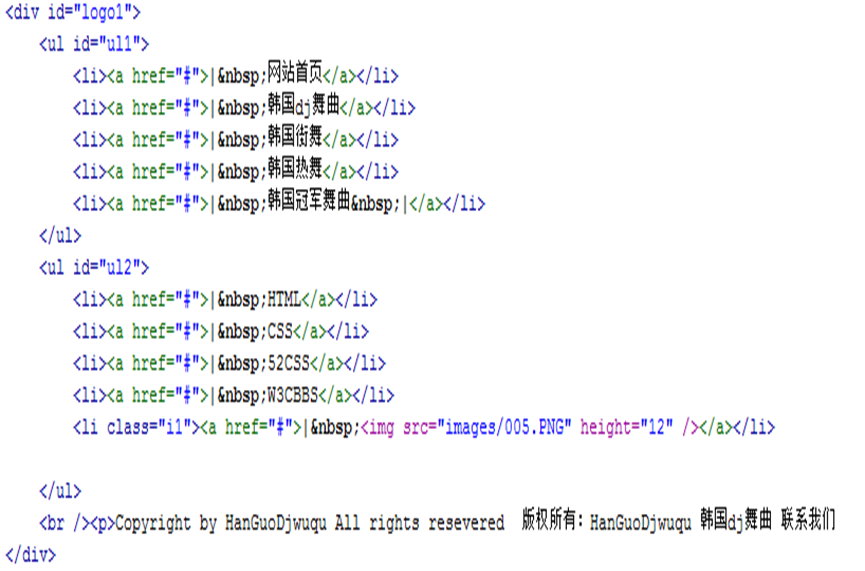 <div id="logo1">
<ul id="ul1">
<li><a href="#">|&nbsp;网站首页</a></li>
<li><a href="#">|&nbsp;韩国dj舞曲</a></li>
<li><a href="#">|&nbsp;韩国街舞</a></li>
<li><a href="#">|&nbsp;韩国热舞</a></li>
<li><a href="#">|&nbsp;韩国冠军舞曲&nbsp;|</a></li>
</ul>
<ul id="ul2">
<li><a href="#">|&nbsp;HTML</a></li>
<li><a href="#">|&nbsp;CSS</a></li>
<li><a href="#">|&nbsp;52CSS</a></li>
<li><a href="#">|&nbsp;W3CBBS</a></li>
<li class="i1"><a href="#">|&nbsp;<img src="images/005.PNG" height="12" /></a></li>
</ul>
<br /><p>Copyright by HanGuoDjwuqu All rights resevered 版权所有: HanGuoDjwuqu 韩国dj舞曲 联系我们
</div>